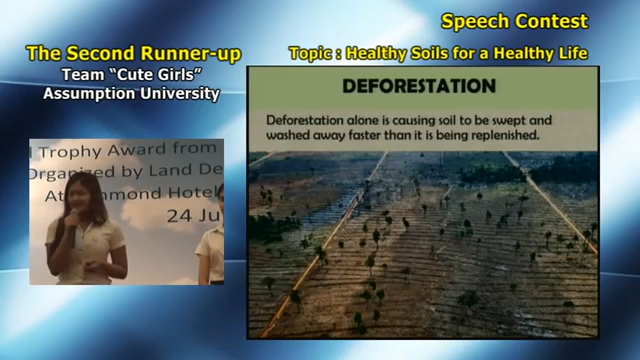 Speech Contest
The Second Runner-up
Topic : Healthy Soils for a Healthy Life
Team “Cute Girls”
Assumption University
DEFORESTATION
Deforestation alone is causing soil to be swept and
washed away faster than it is being replenished.
Trophy Award from
Organized by Land De
At mmond Hotel
24 Ju